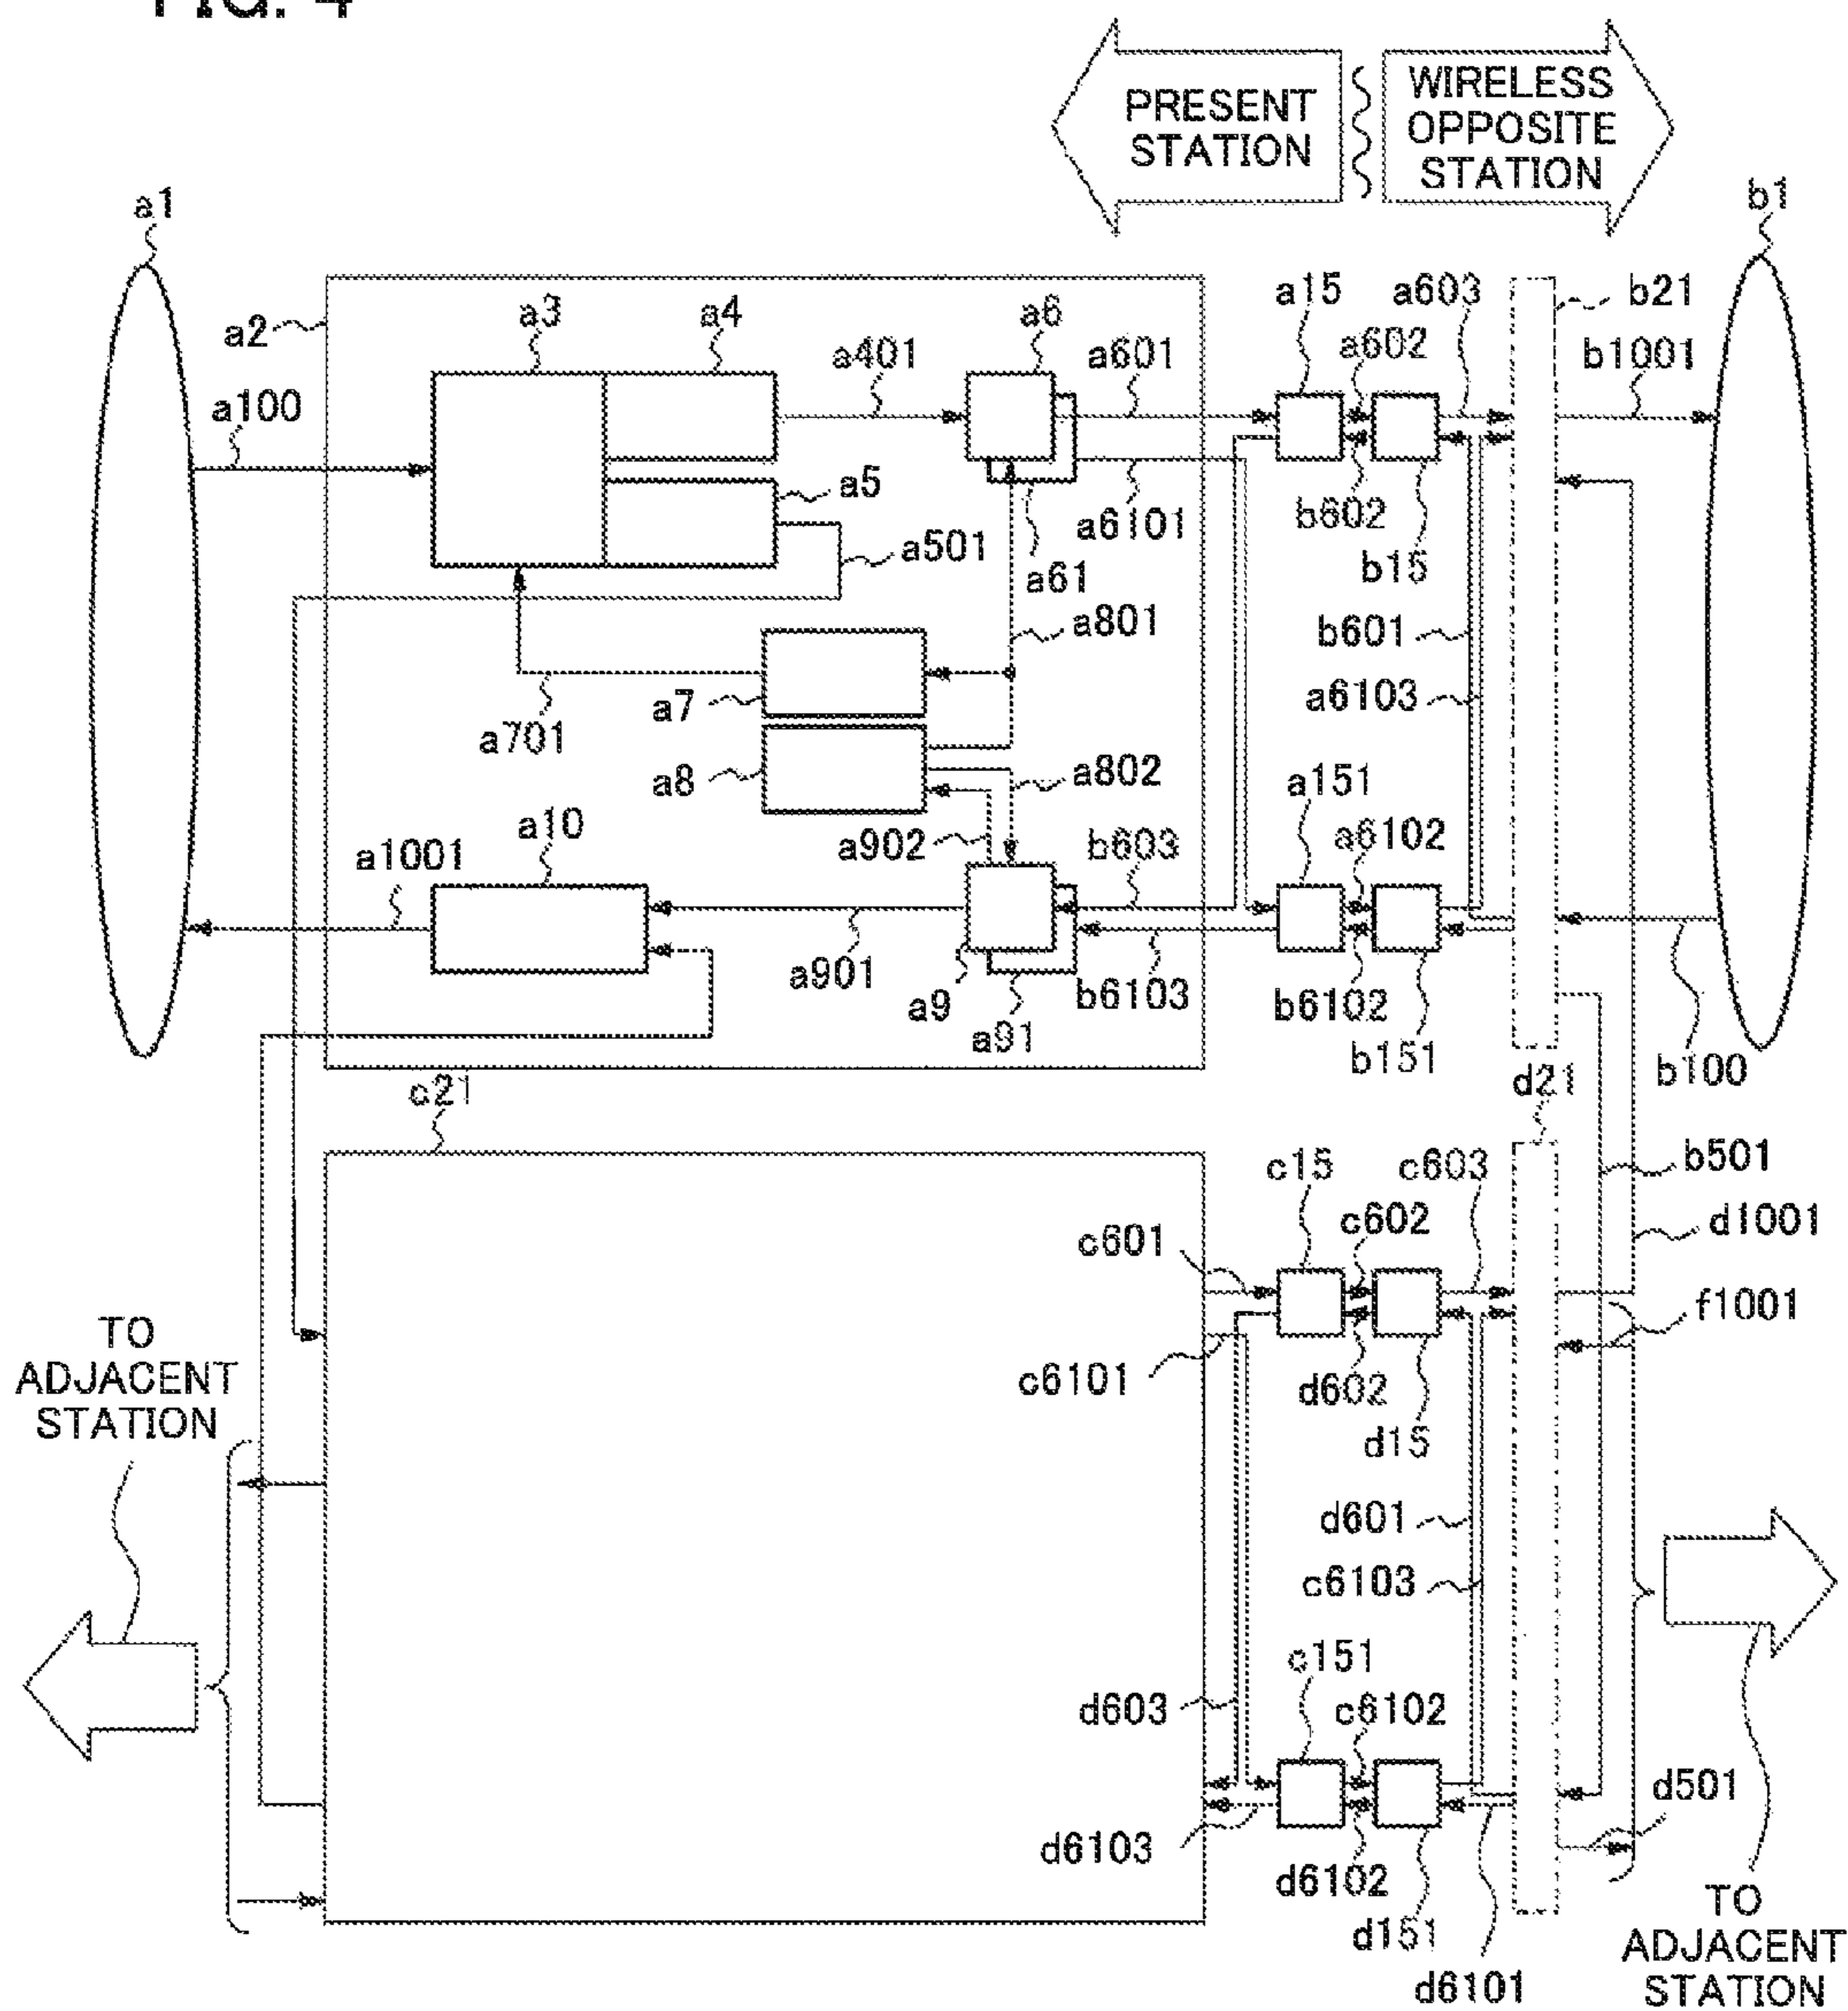 FIG. 4
PRESENT
STATION
WIRELESS
OPPOSITE
STATION
a1
b1
a2
a3
a4
a6
a15
a603
b21
a401
a601
a602
b1001
a100
a5
a6101
b602
a501
a61
b15
a801
b601
a7
a6103
a701
a8
a802
a151
a10
a902
b603
a6102
a1001
a901
a9
b6103
b6102
a91
b151
b100
c21
d21
c15
c603
b501
c601
c602
d1001
f1001
TO
ADJACENT
STATION
c6101
d602
d15
d601
c6103
c151
d603
c6102
d501
d6103
d6102
d151
d6101
TO
ADJACENT
STATION